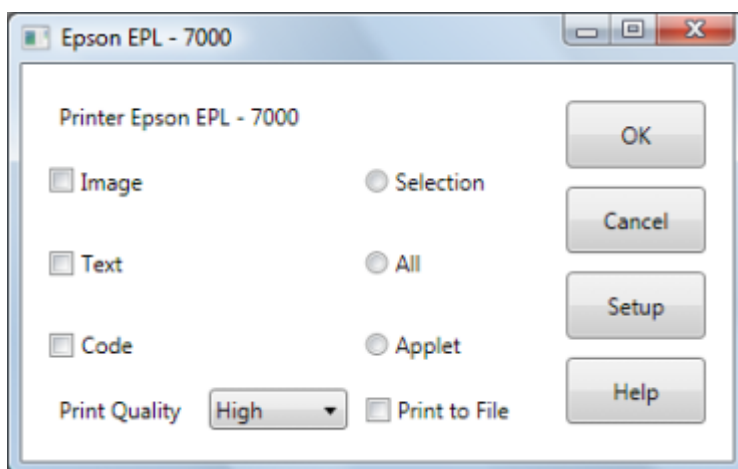 Epson EPL - 7000
Printer Epson EPL - 7000
OK
Image
Selection
Cancel
Text
All
Setup
Code
Applet
Help
Print Quality
High
Print to File